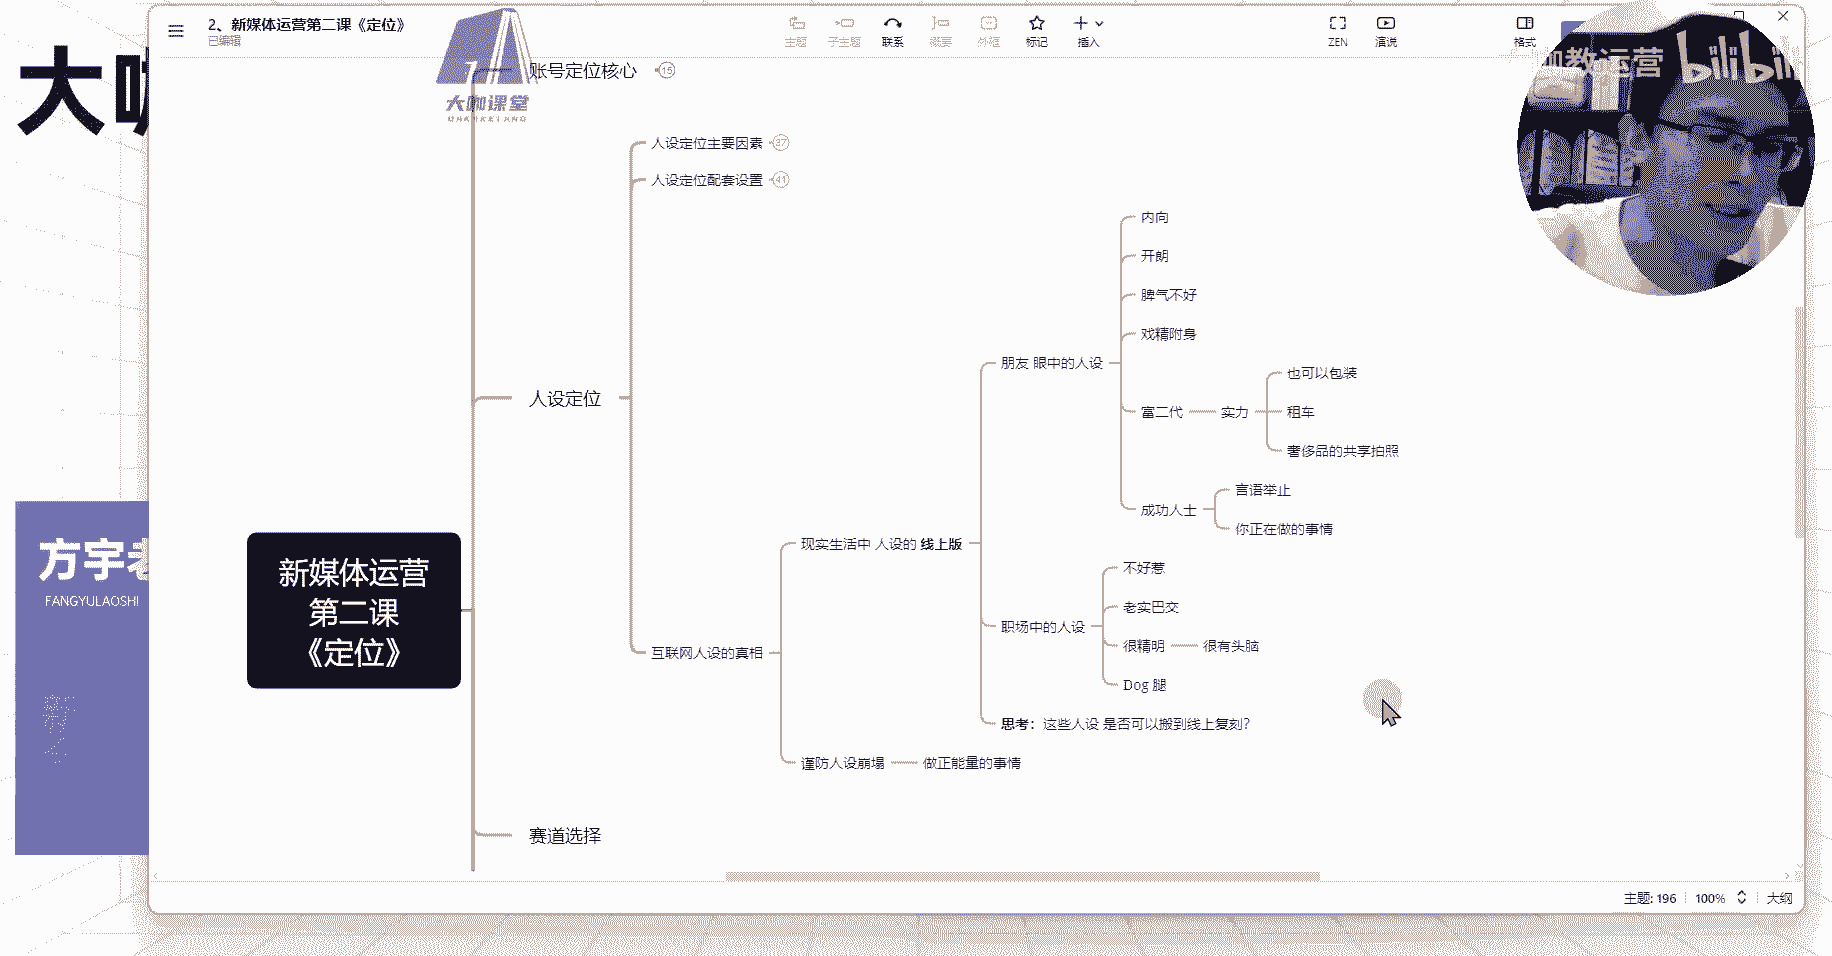 2、新媒体运营第二课《定位》
已编辑
主题
子主题
联系
概要
外框
标记
插入
ZEN
演说
格式
咖教运营
bilibili
大咖课堂
账号定位核心
15
人设定位主要因素
37
人设定位配套设置
41
人设定位
互联网人设的真相
现实生活中 人设的 线上版
朋友 眼中的人设
内向
开朗
脾气不好
戏精附身
富二代
实力
也可以包装
租车
奢侈品的共享拍照
成功人士
言语举止
你正在做的事情
职场中的人设
不好惹
老实巴交
很精明
很有头脑
Dog 腿
思考：这些人设 是否可以搬到线上复刻？
谨防人设崩塌
做正能量的事情
新媒体运营
第二课
《定位》
赛道选择
方宇老
FANGYULAOSHI
主题: 196
100%
大纲